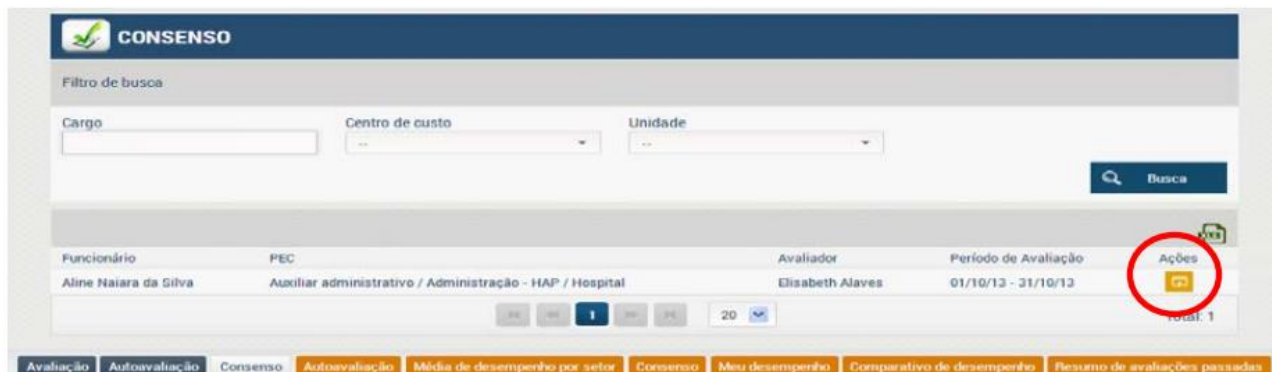 CONSENSO
Filtro de busca
Cargo Centro de custo Unidade
-- --
Busca
Funcionário PEC Avaliador Período de Avaliação Ações
Aline Naiara da Silva Auxiliar administrativo / Administração - HAP / Hospital Elisabeth Alaves 01/10/13 - 31/10/13
1 20 Total: 1
Avaliação Autoavaliação Consenso Autoavaliação Média de desempenho por setor Consenso Meu desempenho Comparativo de desempenho Resumo de avaliações passadas